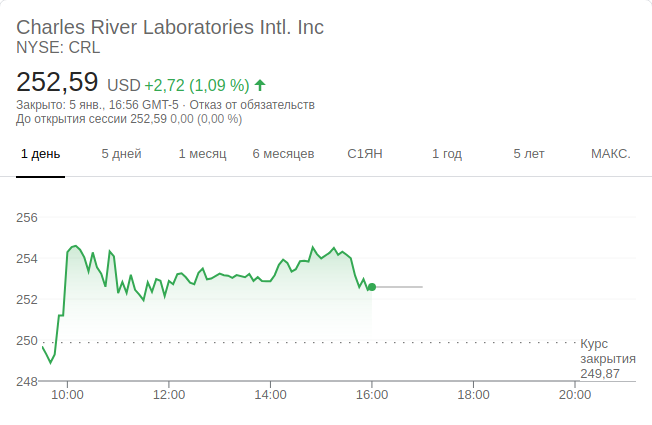 Charles River Laboratories Intl. Inc
NYSE: CRL
252,59 USD +2,72 (1,09 %)
Закрыто: 5 янв., 16:56 GMT-5 · Отказ от обязательств
До открытия сессии 252,59 0,00 (0,00 %)
1 день 5 дней 1 месяц 6 месяцев С1ЯН 1 год 5 лет МАКС.
256
254
252
250
Курс
закрытия
249,87
248
10:00 12:00 14:00 16:00 18:00 20:00